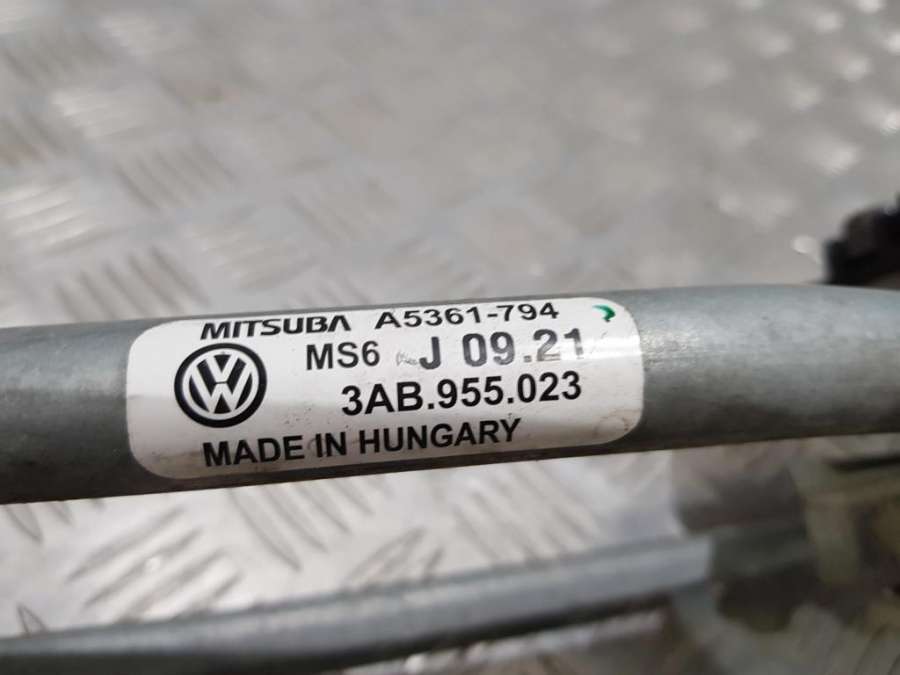 MITSUBA A5361-794
MS6 J 09.21
3AB.955.023
MADE IN HUNGARY